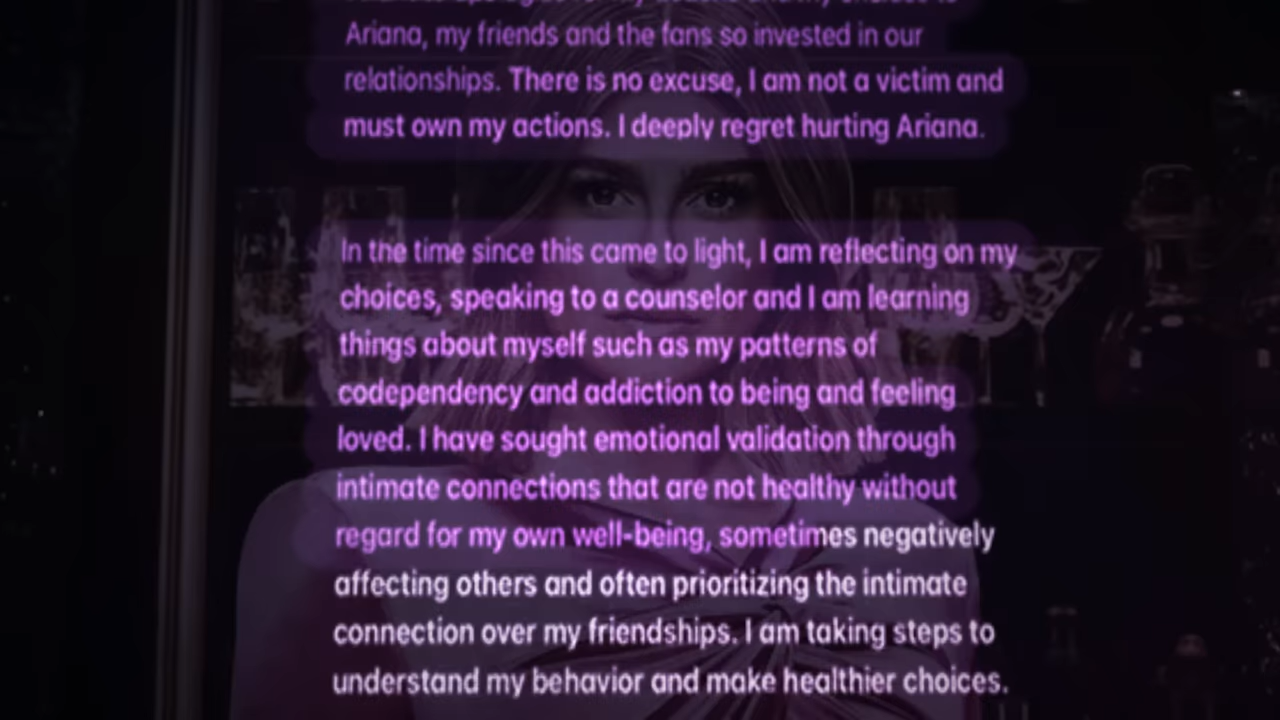 Ariana, my friends and the fans so invested in our
relationships. There is no excuse, I am not a victim and
must own my actions. I deeply regret hurting Ariana.
In the time since this came to light, I am reflecting on my
choices, speaking to a counselor and I am learning
things about myself such as my patterns of
codependency and addiction to being and feeling
loved. I have sought emotional validation through
intimate connections that are not healthy without
regard for my own well-being, sometimes negatively
affecting others and often prioritizing the intimate
connection over my friendships. I am taking steps to
understand my behavior and make healthier choices.